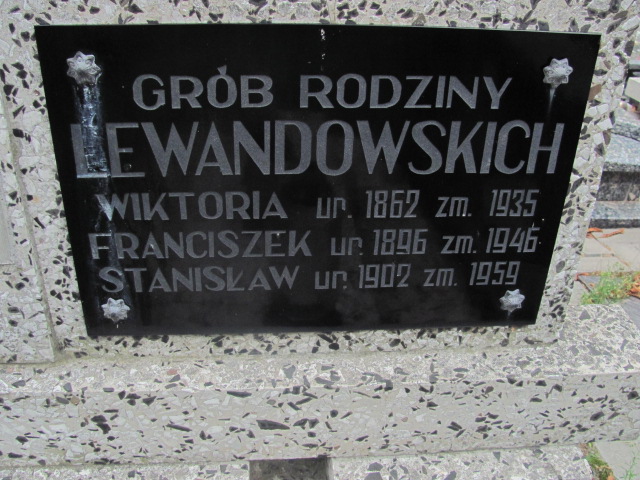 GRÓB RODZINY
LEWANDOWSKICH
WIKTORIA ur. 1862 zm. 1935
FRANCISZEK ur. 1896 zm. 1946
STANISŁAW ur. 1902 zm. 1959